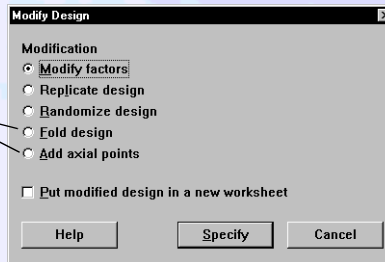 Modify Design
Modification
Modify factors
Replicate design
Randomize design
Fold design
Add axial points
Put modified design in a new worksheet
Help
Specify
Cancel